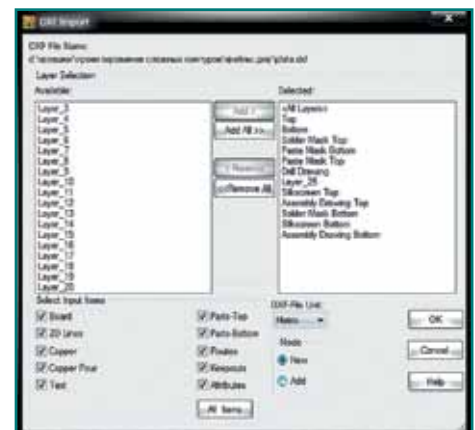 DXF Import
DXF File Name:
Layer Selection
Available:
Selected:
Layer_3
Layer_4
Layer_5
Layer_6
Layer_7
Layer_8
Layer_9
Layer_10
Layer_11
Layer_12
Layer_13
Layer_14
Layer_15
Layer_16
Layer_17
Layer_18
Layer_19
Layer_20
Add >
Add All >>
< Remove
<<Remove All
<All Layers>
Top
Bottom
Solder Mask Top
Paste Mask Bottom
Paste Mask Top
Drill Drawing
Layer_25
Silkscreen Top
Assembly Drawing Top
Solder Mask Bottom
Silkscreen Bottom
Assembly Drawing Bottom
Select Input Items
Board
2D Lines
Copper
Copper Pour
Text
Parts-Top
Parts-Bottom
Routes
Keepouts
Attributes
All Items
DXF-File Unit:
Metric
Mode
New
Add
OK
Cancel
Help